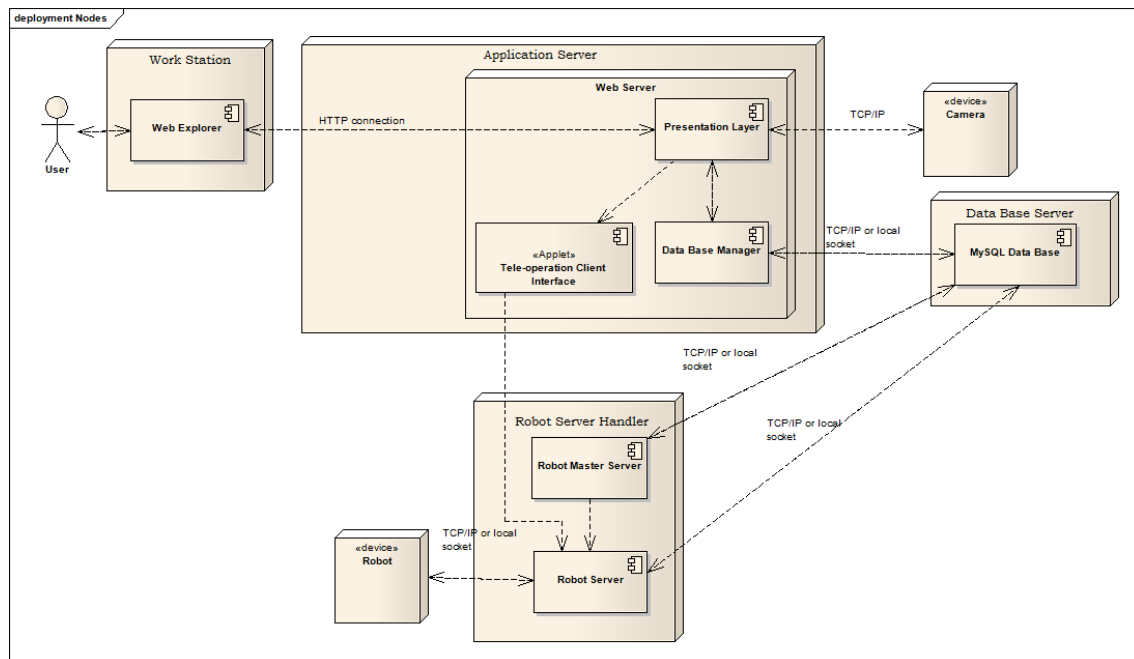 deployment Nodes
Work Station
Web Explorer
User
HTTP connection
Application Server
Web Server
Presentation Layer
TCP/IP
«device»
Camera
«Applet»
Tele-operation Client
Interface
Data Base Manager
TCP/IP or local
socket
Data Base Server
MySQL Data Base
TCP/IP or local
socket
TCP/IP or local
socket
Robot Server Handler
Robot Master Server
TCP/IP or local
socket
«device»
Robot
Robot Server